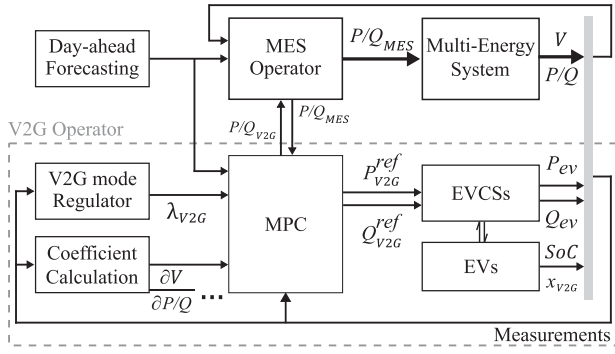 Day-ahead
Forecasting
MES
Operator
P/Q_MES
Multi-Energy
System
V
P/Q
P/Q_V2G
P/Q_MES
V2G Operator
V2G mode
Regulator
λ_V2G
MPC
P_V2G^ref
Q_V2G^ref
EVCSs
P_ev
Q_ev
Coefficient
Calculation
∂V
∂P/Q
...
EVs
SoC
x_V2G
Measurements